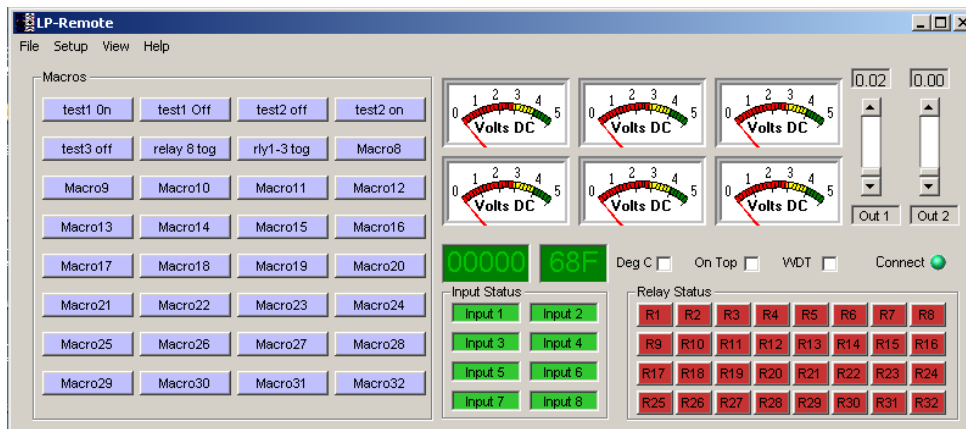 LP-Remote
File Setup View Help
Macros
test1 0n test1 Off test2 off test2 on
test3 off relay 8 tog rly1-3 tog Macro8
Macro9 Macro10 Macro11 Macro12
Macro13 Macro14 Macro15 Macro16
Macro17 Macro18 Macro19 Macro20
Macro21 Macro22 Macro23 Macro24
Macro25 Macro26 Macro27 Macro28
Macro29 Macro30 Macro31 Macro32
0 1 2 3 4 5 0 1 2 3 4 5 0 1 2 3 4 5
Volts DC Volts DC Volts DC
0 1 2 3 4 5 0 1 2 3 4 5 0 1 2 3 4 5
Volts DC Volts DC Volts DC
0.02 0.00
Out 1 Out 2
00000 68F Deg C On Top WDT Connect
Input Status
Input 1 Input 2
Input 3 Input 4
Input 5 Input 6
Input 7 Input 8
Relay Status
R1 R2 R3 R4 R5 R6 R7 R8
R9 R10 R11 R12 R13 R14 R15 R16
R17 R18 R19 R20 R21 R22 R23 R24
R25 R26 R27 R28 R29 R30 R31 R32